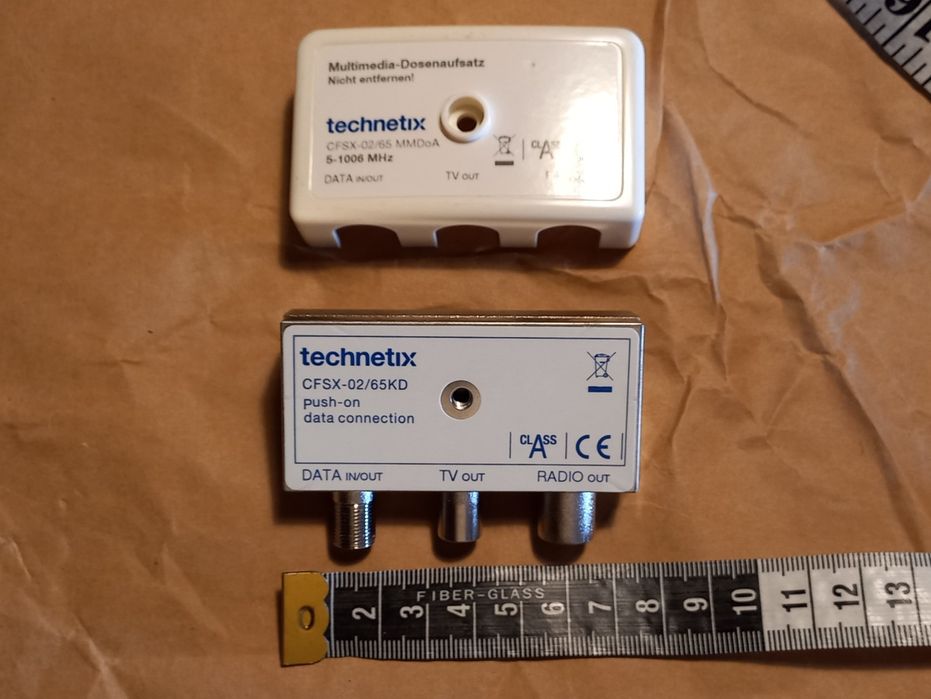 Multimedia-Dosenaufsatz
Nicht entfernen!
technetix
CFSX-02/65 MMDoA
5-1006 MHz
CLASS
DATA IN/OUT TV OUT
technetix
CFSX-02/65KD
push-on
data connection
CLASS CE
DATA IN/OUT TV OUT RADIO OUT
FIBER-GLASS
2 3 4 5 6 7 8 9 10 11 12 13